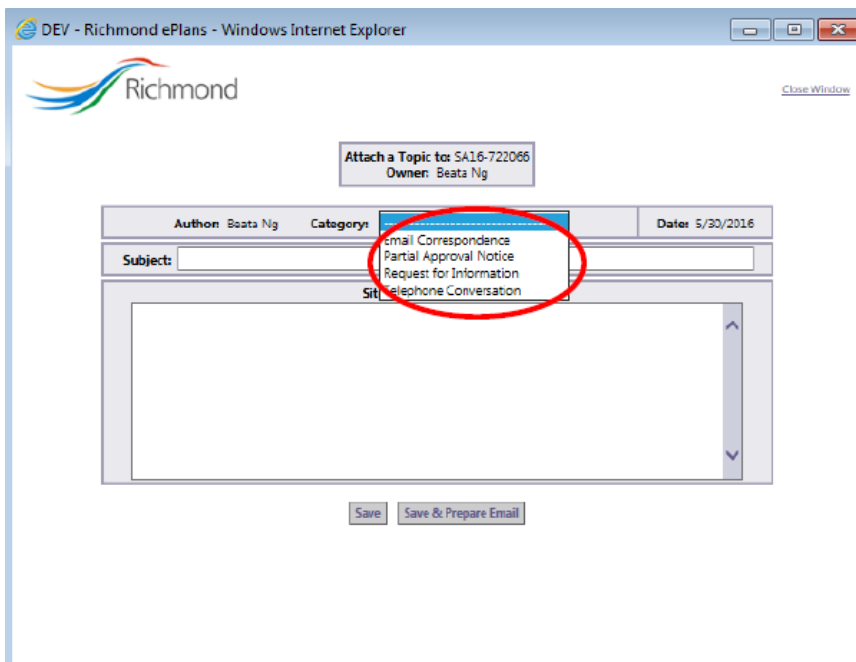 DEV - Richmond ePlans - Windows Internet Explorer
Richmond
Close Window
Attach a Topic to: SA16-722066
Owner: Beata Ng
Author: Beata Ng Category: -------------------------------- Date: 5/30/2016
Email Correspondence
Partial Approval Notice
Request for Information
Telephone Conversation
Subject:
Sit
Save Save & Prepare Email